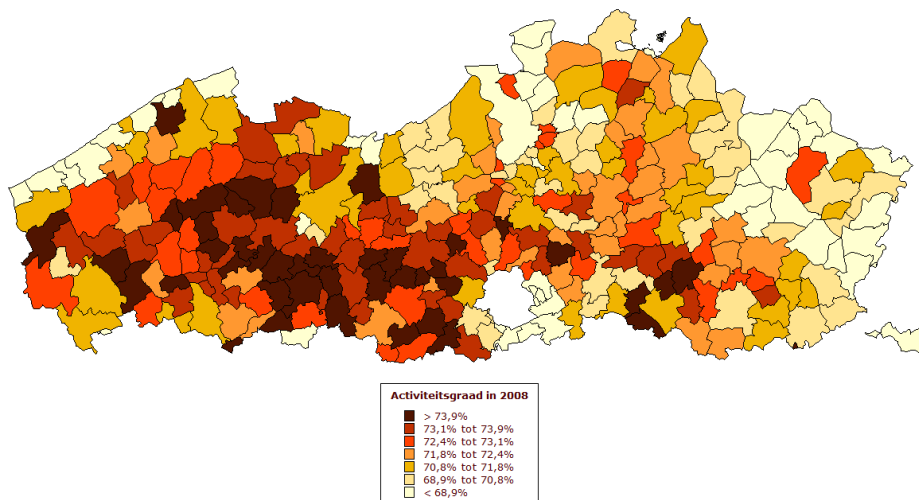 Activiteitsgraad in 2008
> 73,9%
73,1% tot 73,9%
72,4% tot 73,1%
71,8% tot 72,4%
70,8% tot 71,8%
68,9% tot 70,8%
< 68,9%